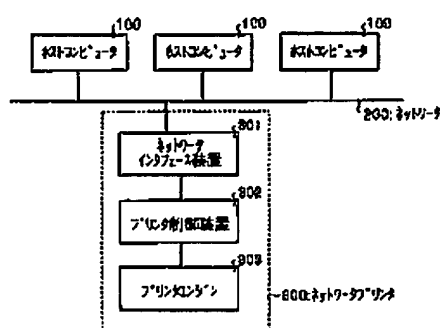 100
100
100
ホストコンピュータ
ホストコンピュータ
ホストコンピュータ
200:ネットワーク
301
ネットワーク
インタフェース装置
302
プリンタ制御装置
303
プリンタエンジン
300:ネットワークプリンタ